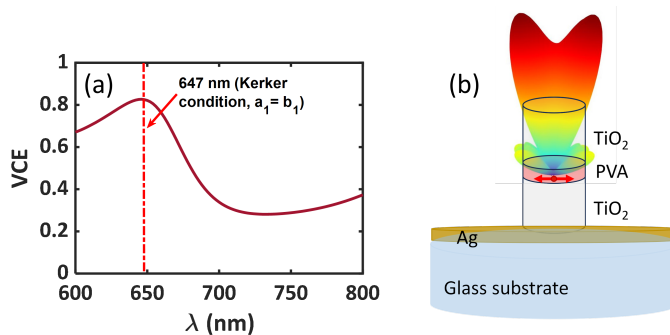 (a)
647 nm (Kerker
condition, a₁= b₁)
VCE
1
0.8
0.6
0.4
0.2
0
600
650
700
750
800
λ (nm)
(b)
TiO₂
PVA
TiO₂
Ag
Glass substrate